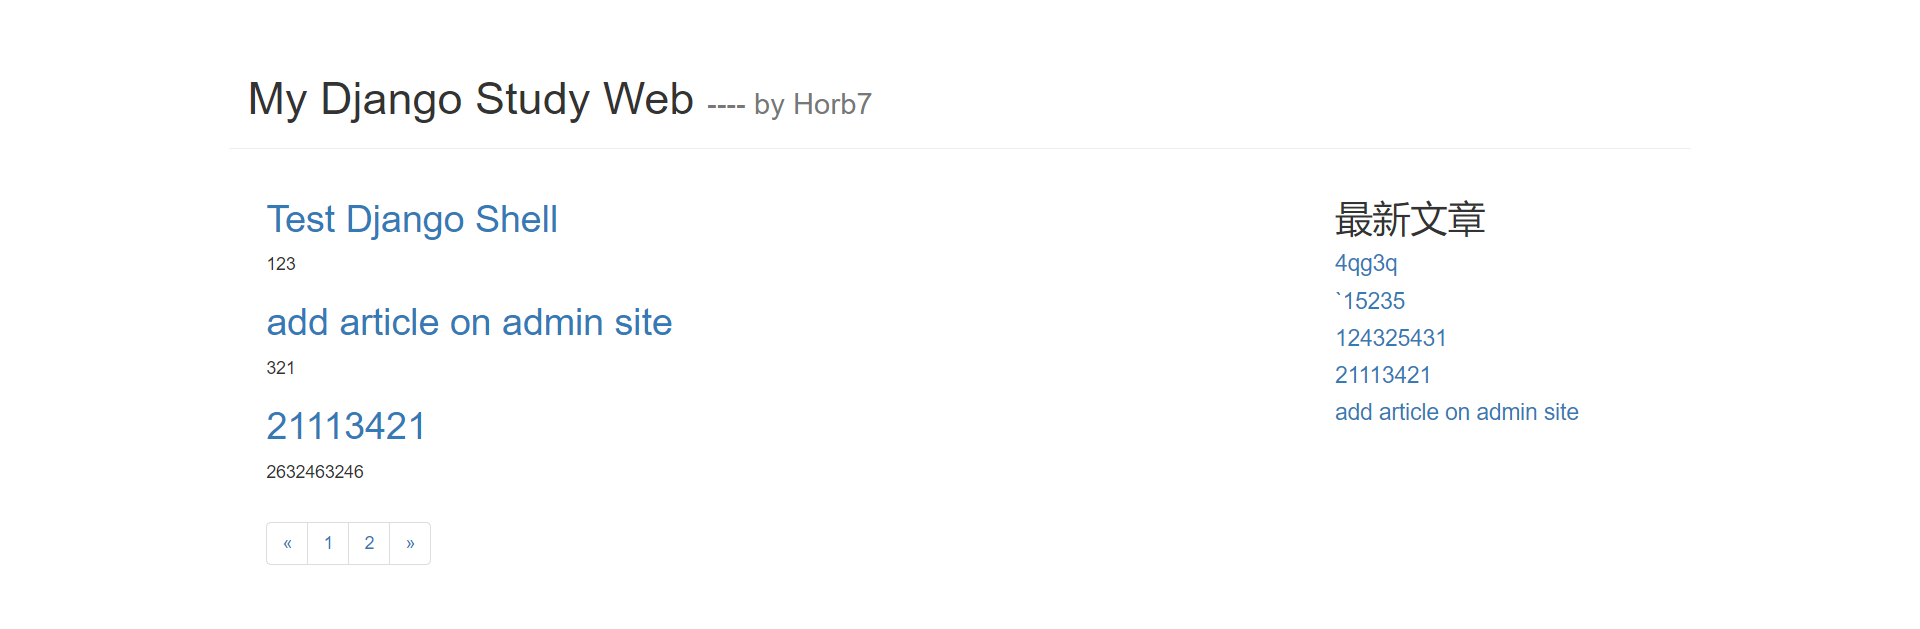 My Django Study Web ---- by Horb7
Test Django Shell
123
add article on admin site
321
21113421
2632463246
« 1 2 »
最新文章
4qg3q
`15235
124325431
21113421
add article on admin site